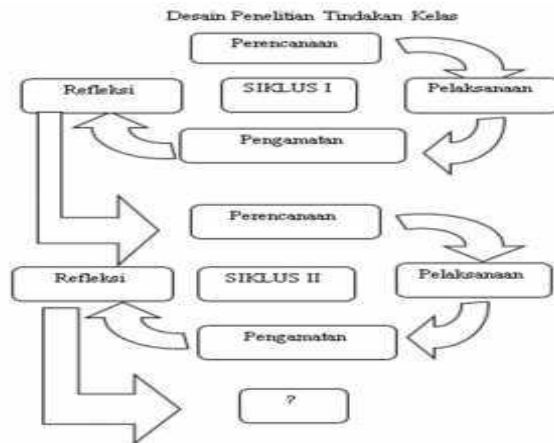 Desain Penelitian Tindakan Kelas
Perencanaan
Refleksi
SIKLUS I
Pelaksanaan
Pengamatan
Perencanaan
Refleksi
SIKLUS II
Pelaksanaan
Pengamatan
?